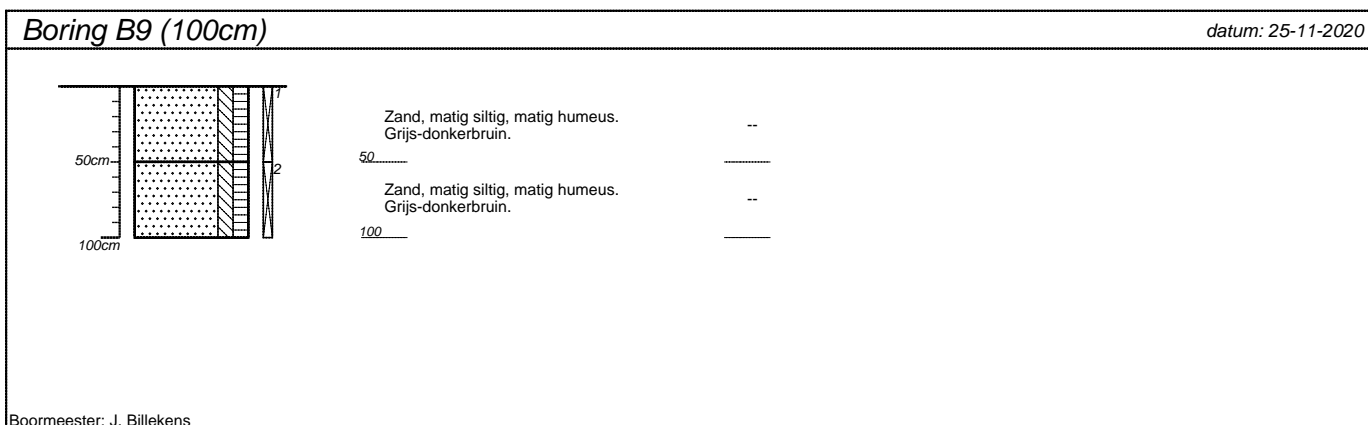 Boring B9 (100cm)
datum: 25-11-2020
1
Zand, matig siltig, matig humeus.
Grijs-donkerbruin.
--
50cm
50
2
Zand, matig siltig, matig humeus.
Grijs-donkerbruin.
--
100cm
100
Boormeester: J. Billekens